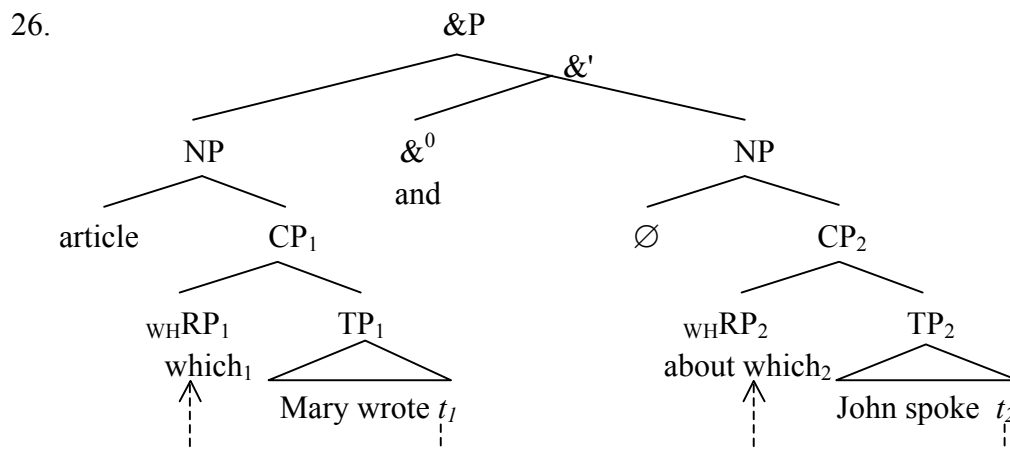 26.
&P
&'
NP &⁰ NP
and
article CP₁ ∅ CP₂
WHRP₁ TP₁ WHRP₂ TP₂
which₁ about which₂
Mary wrote t₁ John spoke t₂